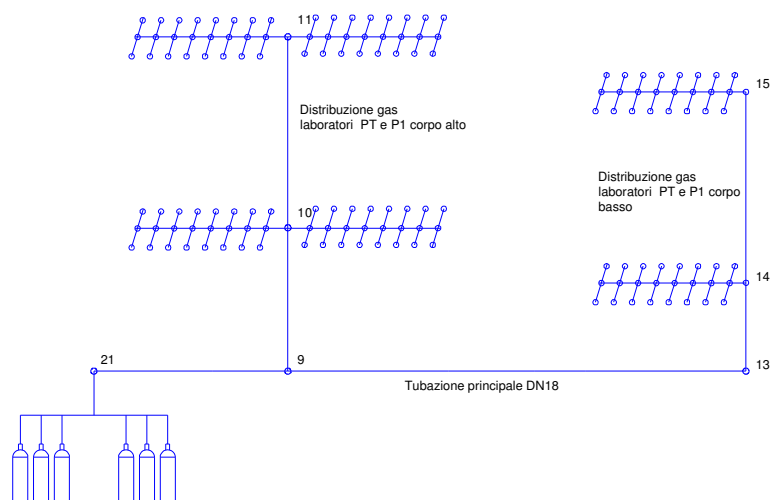 11
15
Distribuzione gas
laboratori PT e P1 corpo alto
Distribuzione gas
laboratori PT e P1 corpo
basso
10
14
21
9
13
Tubazione principale DN18